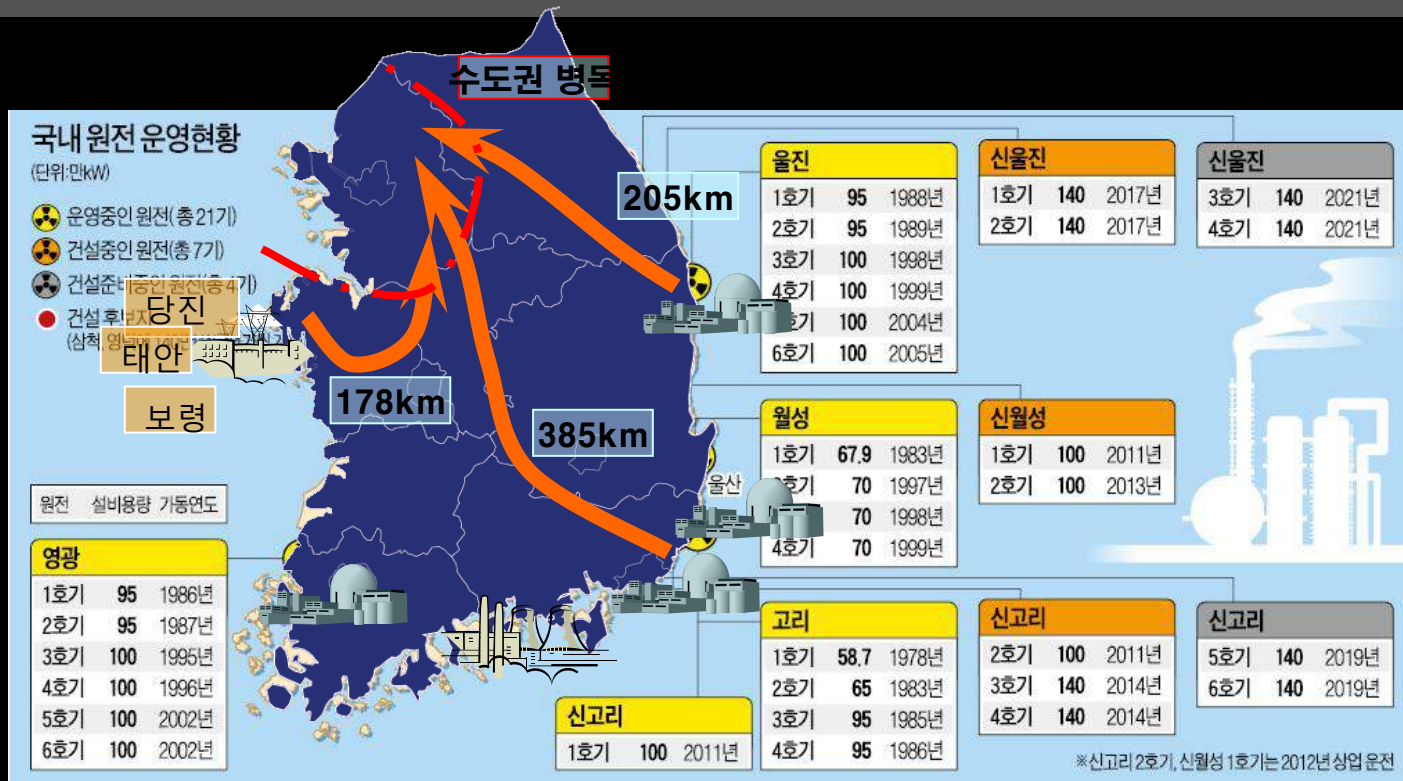 수도권 병목
국내 원전 운영현황
(단위:만kW)
운영중인 원전(총 21기)
건설중인 원전(총 7기)
건설준비중인 원전(총 4기)
건설 후보지
(삼척,
당진
태안
보령
205km
178km
385km
울산
원전 설비용량 가동연도
영광
1호기 95 1986년
2호기 95 1987년
3호기 100 1995년
4호기 100 1996년
5호기 100 2002년
6호기 100 2002년
울진
1호기 95 1988년
2호기 95 1989년
3호기 100 1998년
4호기 100 1999년
호기 100 2004년
6호기 100 2005년
신울진
1호기 140 2017년
2호기 140 2017년
신울진
3호기 140 2021년
4호기 140 2021년
월성
1호기 67.9 1983년
호기 70 1997년
70 1998년
4호기 70 1999년
신월성
1호기 100 2011년
2호기 100 2013년
고리
1호기 58.7 1978년
2호기 65 1983년
3호기 95 1985년
4호기 95 1986년
신고리
2호기 100 2011년
3호기 140 2014년
4호기 140 2014년
신고리
5호기 140 2019년
6호기 140 2019년
신고리
1호기 100 2011년
※신고리 2호기, 신월성 1호기는 2012년 상업 운전